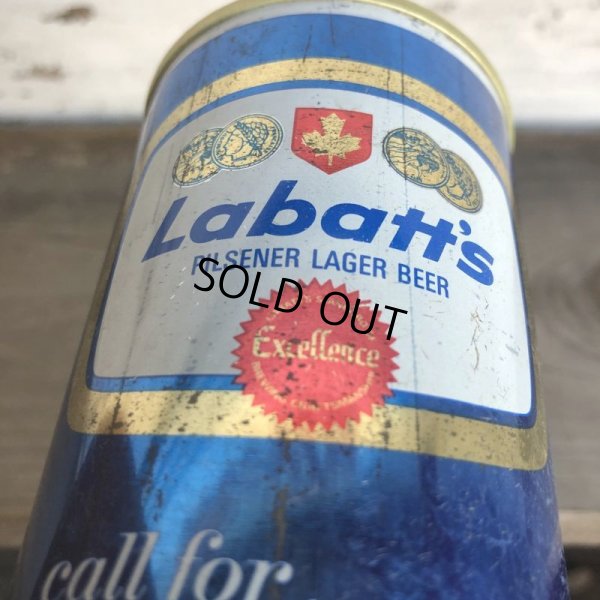 Labatt's
PILSENER LAGER BEER
SOLD OUT
Excellence
call for